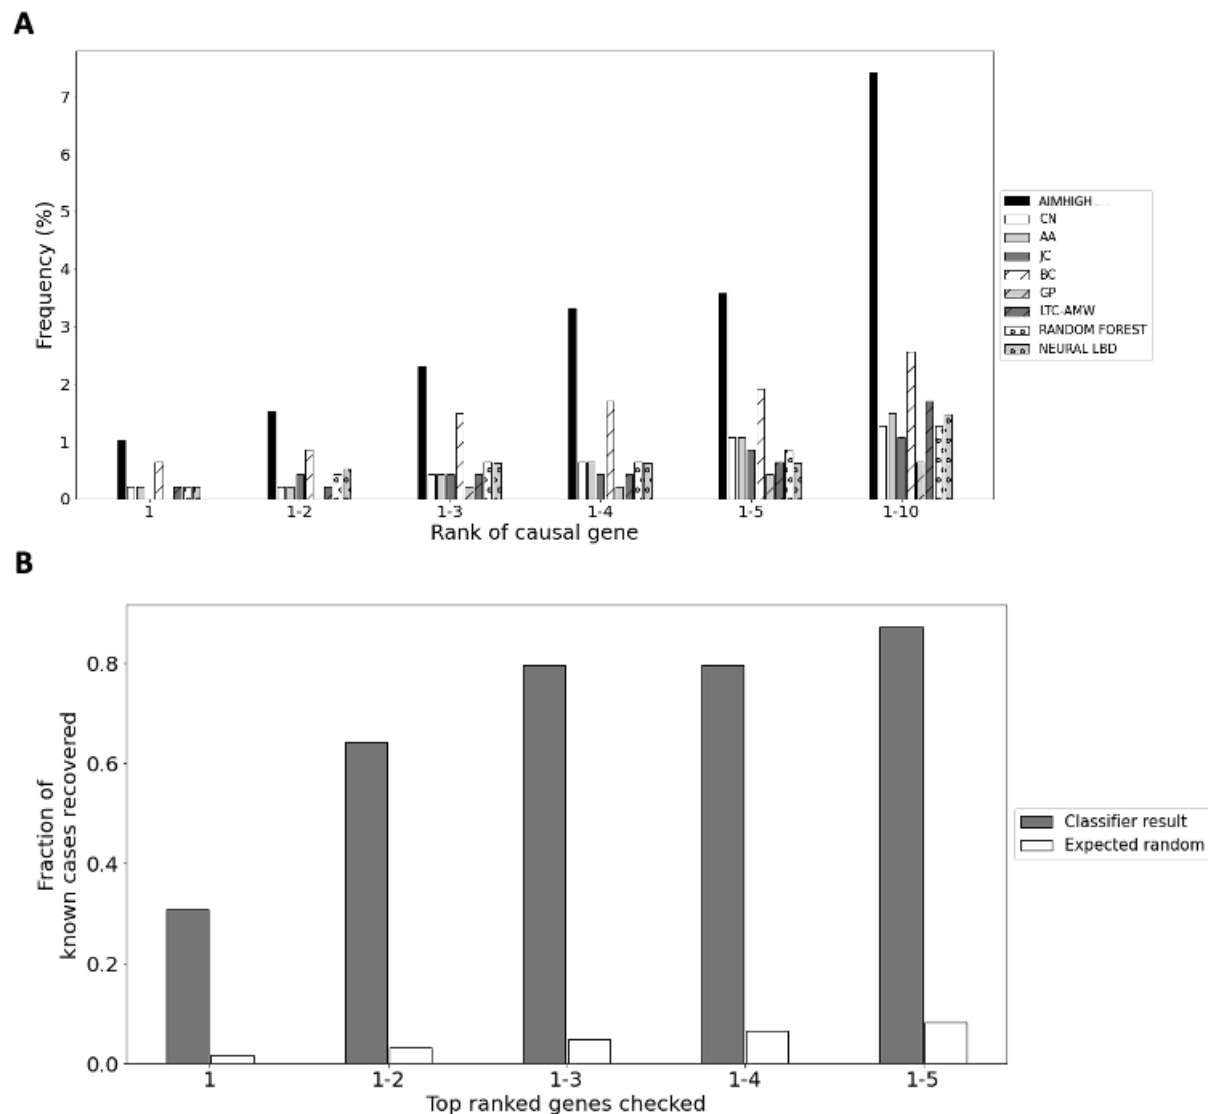 A
7
6
5
4
3
2
1
0
Frequency (%)
1 1-2 1-3 1-4 1-5 1-10
Rank of causal gene
AIMHIGH
CN
AA
JC
BC
GP
LTC-AMW
RANDOM FOREST
NEURAL LBD
B
0.8
0.6
0.4
0.2
0.0
Fraction of
known cases recovered
1 1-2 1-3 1-4 1-5
Top ranked genes checked
Classifier result
Expected random